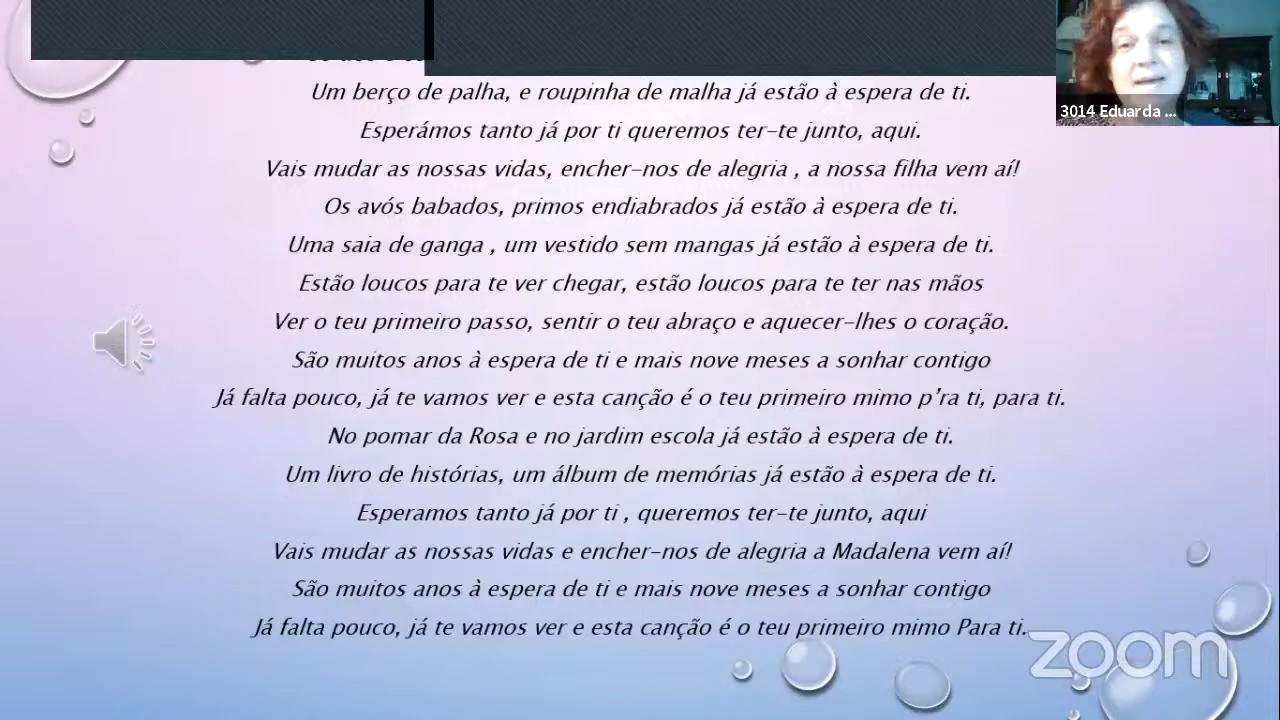 3014 Eduarda ...
Um berço de palha, e roupinha de malha já estão à espera de ti.
Esperámos tanto já por ti queremos ter-te junto, aqui.
Vais mudar as nossas vidas, encher-nos de alegria , a nossa filha vem aí!
Os avós babados, primos endiabrados já estão à espera de ti.
Uma saia de ganga , um vestido sem mangas já estão à espera de ti.
Estão loucos para te ver chegar, estão loucos para te ter nas mãos
Ver o teu primeiro passo, sentir o teu abraço e aquecer-lhes o coração.
São muitos anos à espera de ti e mais nove meses a sonhar contigo
Já falta pouco, já te vamos ver e esta canção é o teu primeiro mimo p’ra ti, para ti.
No pomar da Rosa e no jardim escola já estão à espera de ti.
Um livro de histórias, um álbum de memórias já estão à espera de ti.
Esperamos tanto já por ti , queremos ter-te junto, aqui
Vais mudar as nossas vidas e encher-nos de alegria a Madalena vem aí!
São muitos anos à espera de ti e mais nove meses a sonhar contigo
Já falta pouco, já te vamos ver e esta canção é o teu primeiro mimo Para ti.
zoom